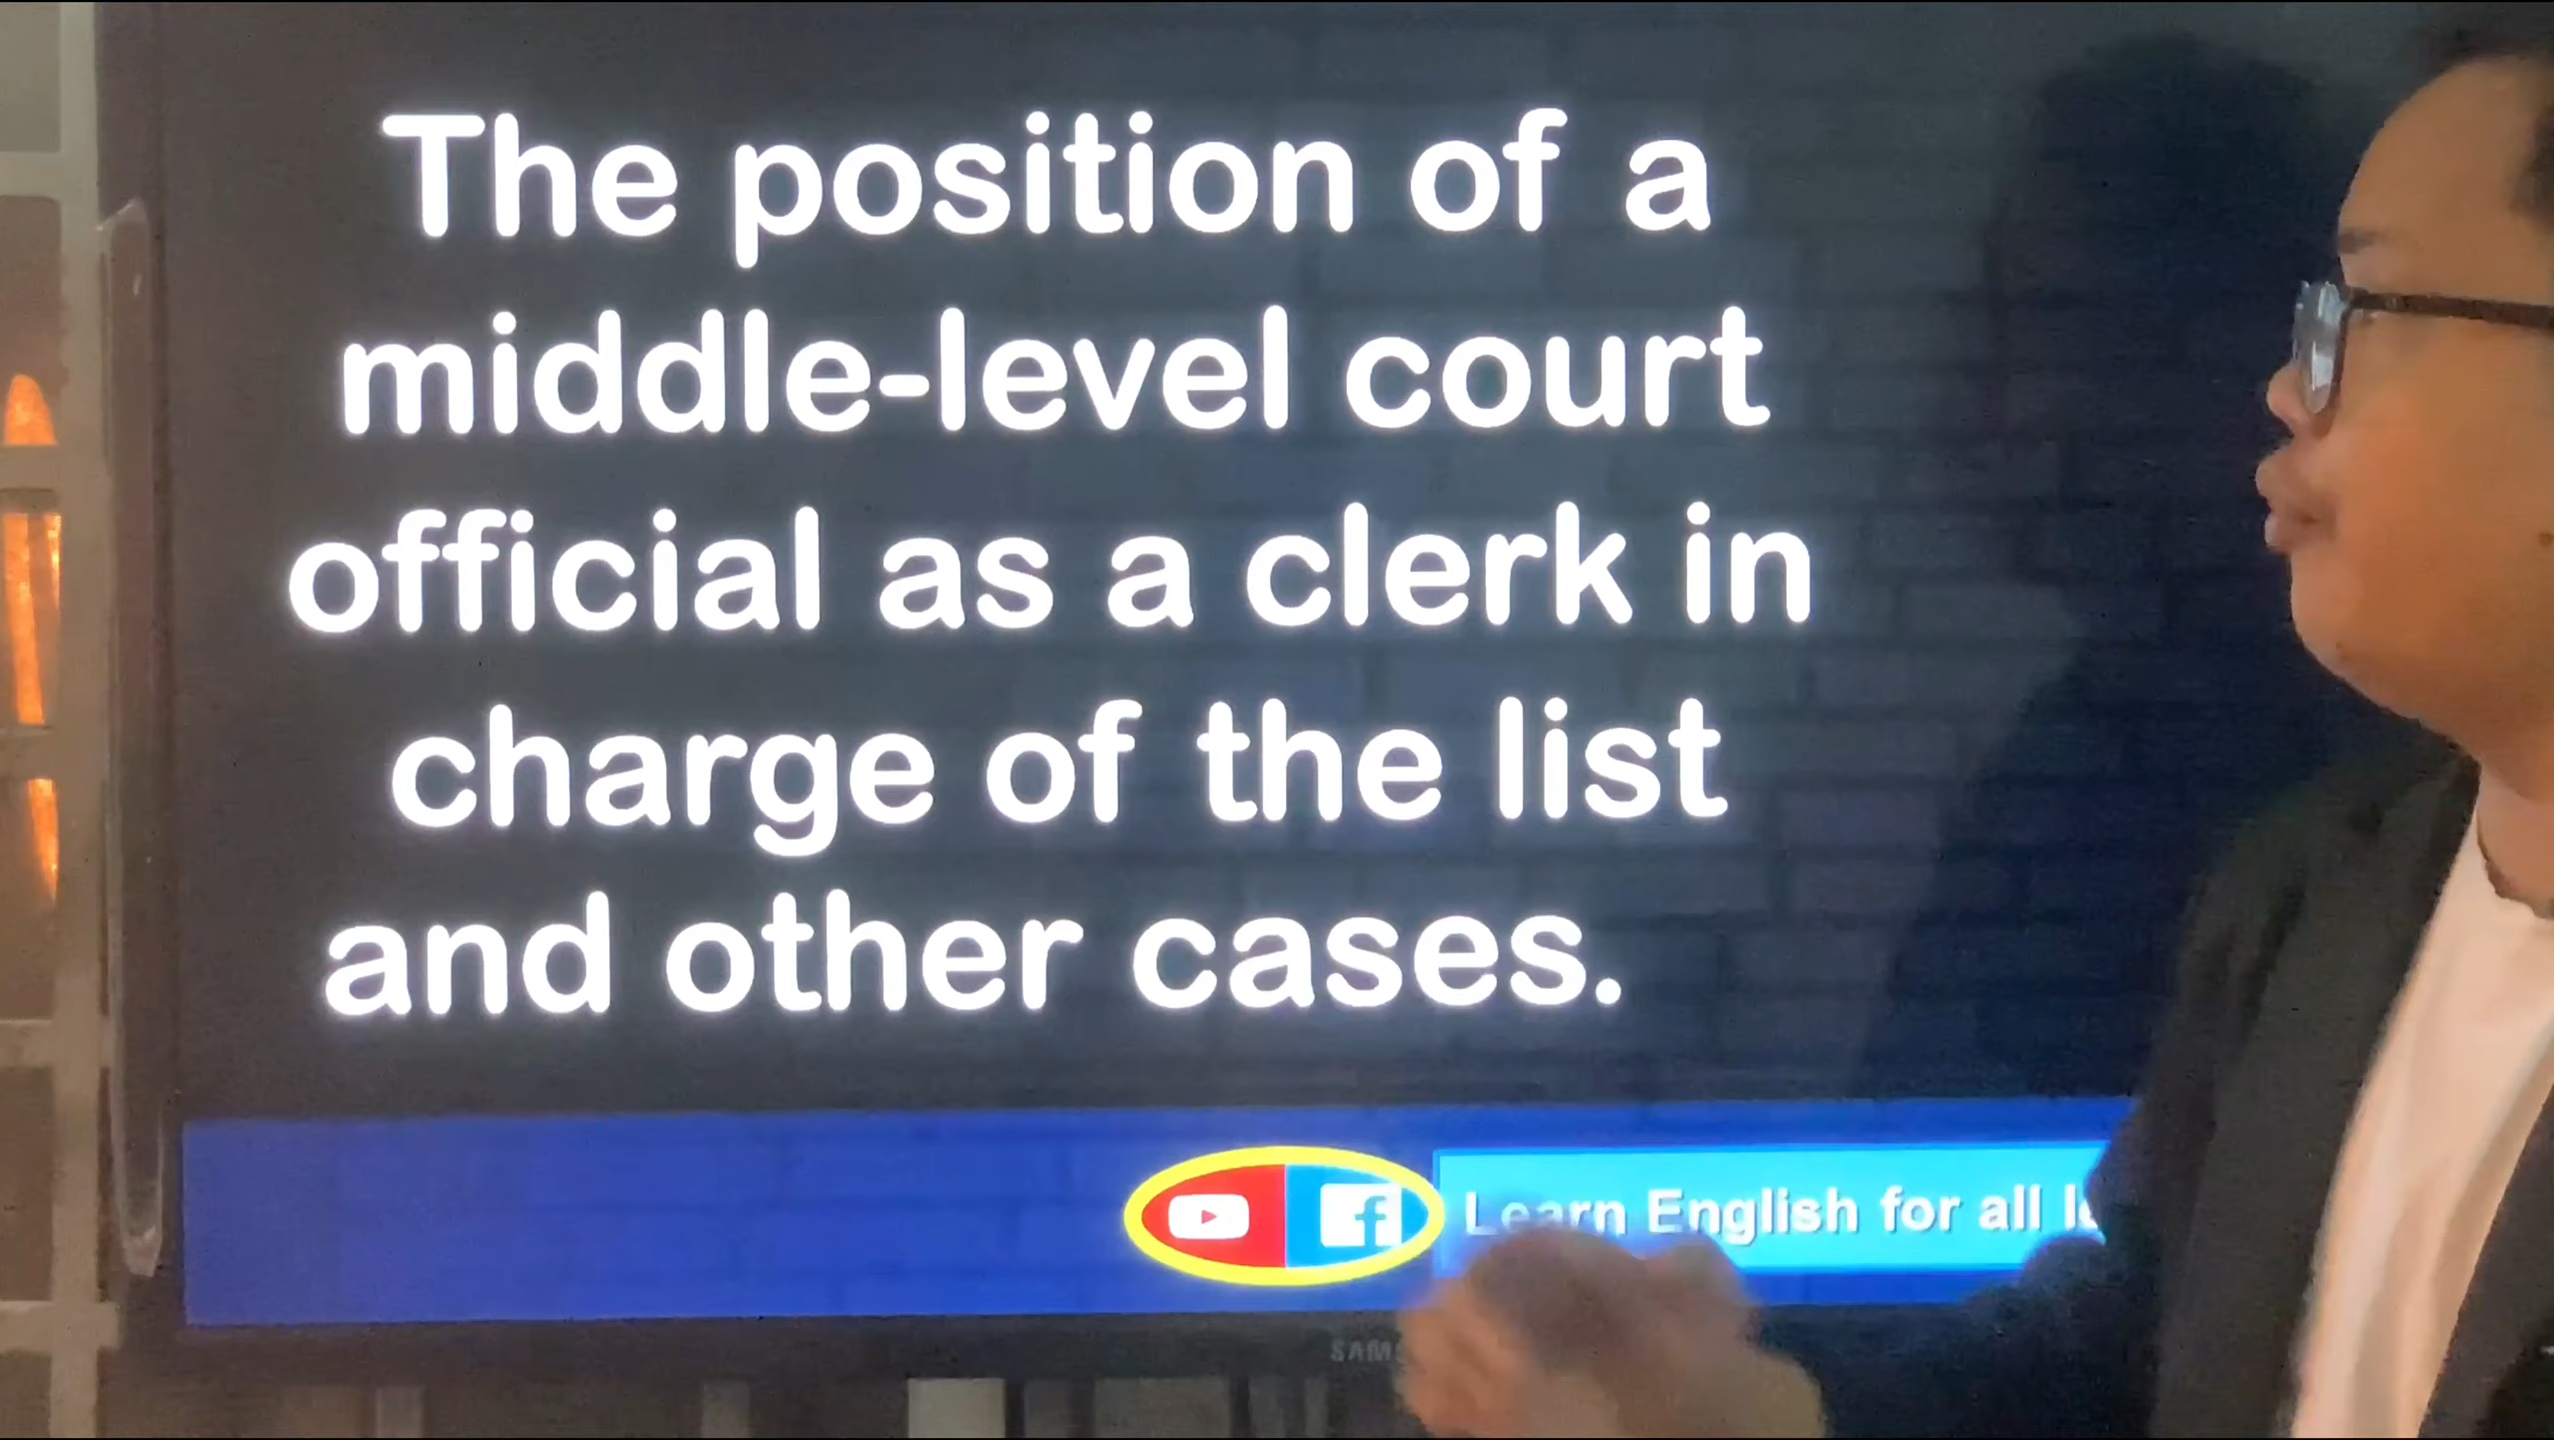 The position of a
middle-level court
official as a clerk in
charge of the list
and other cases.
Learn English for all
SAMS